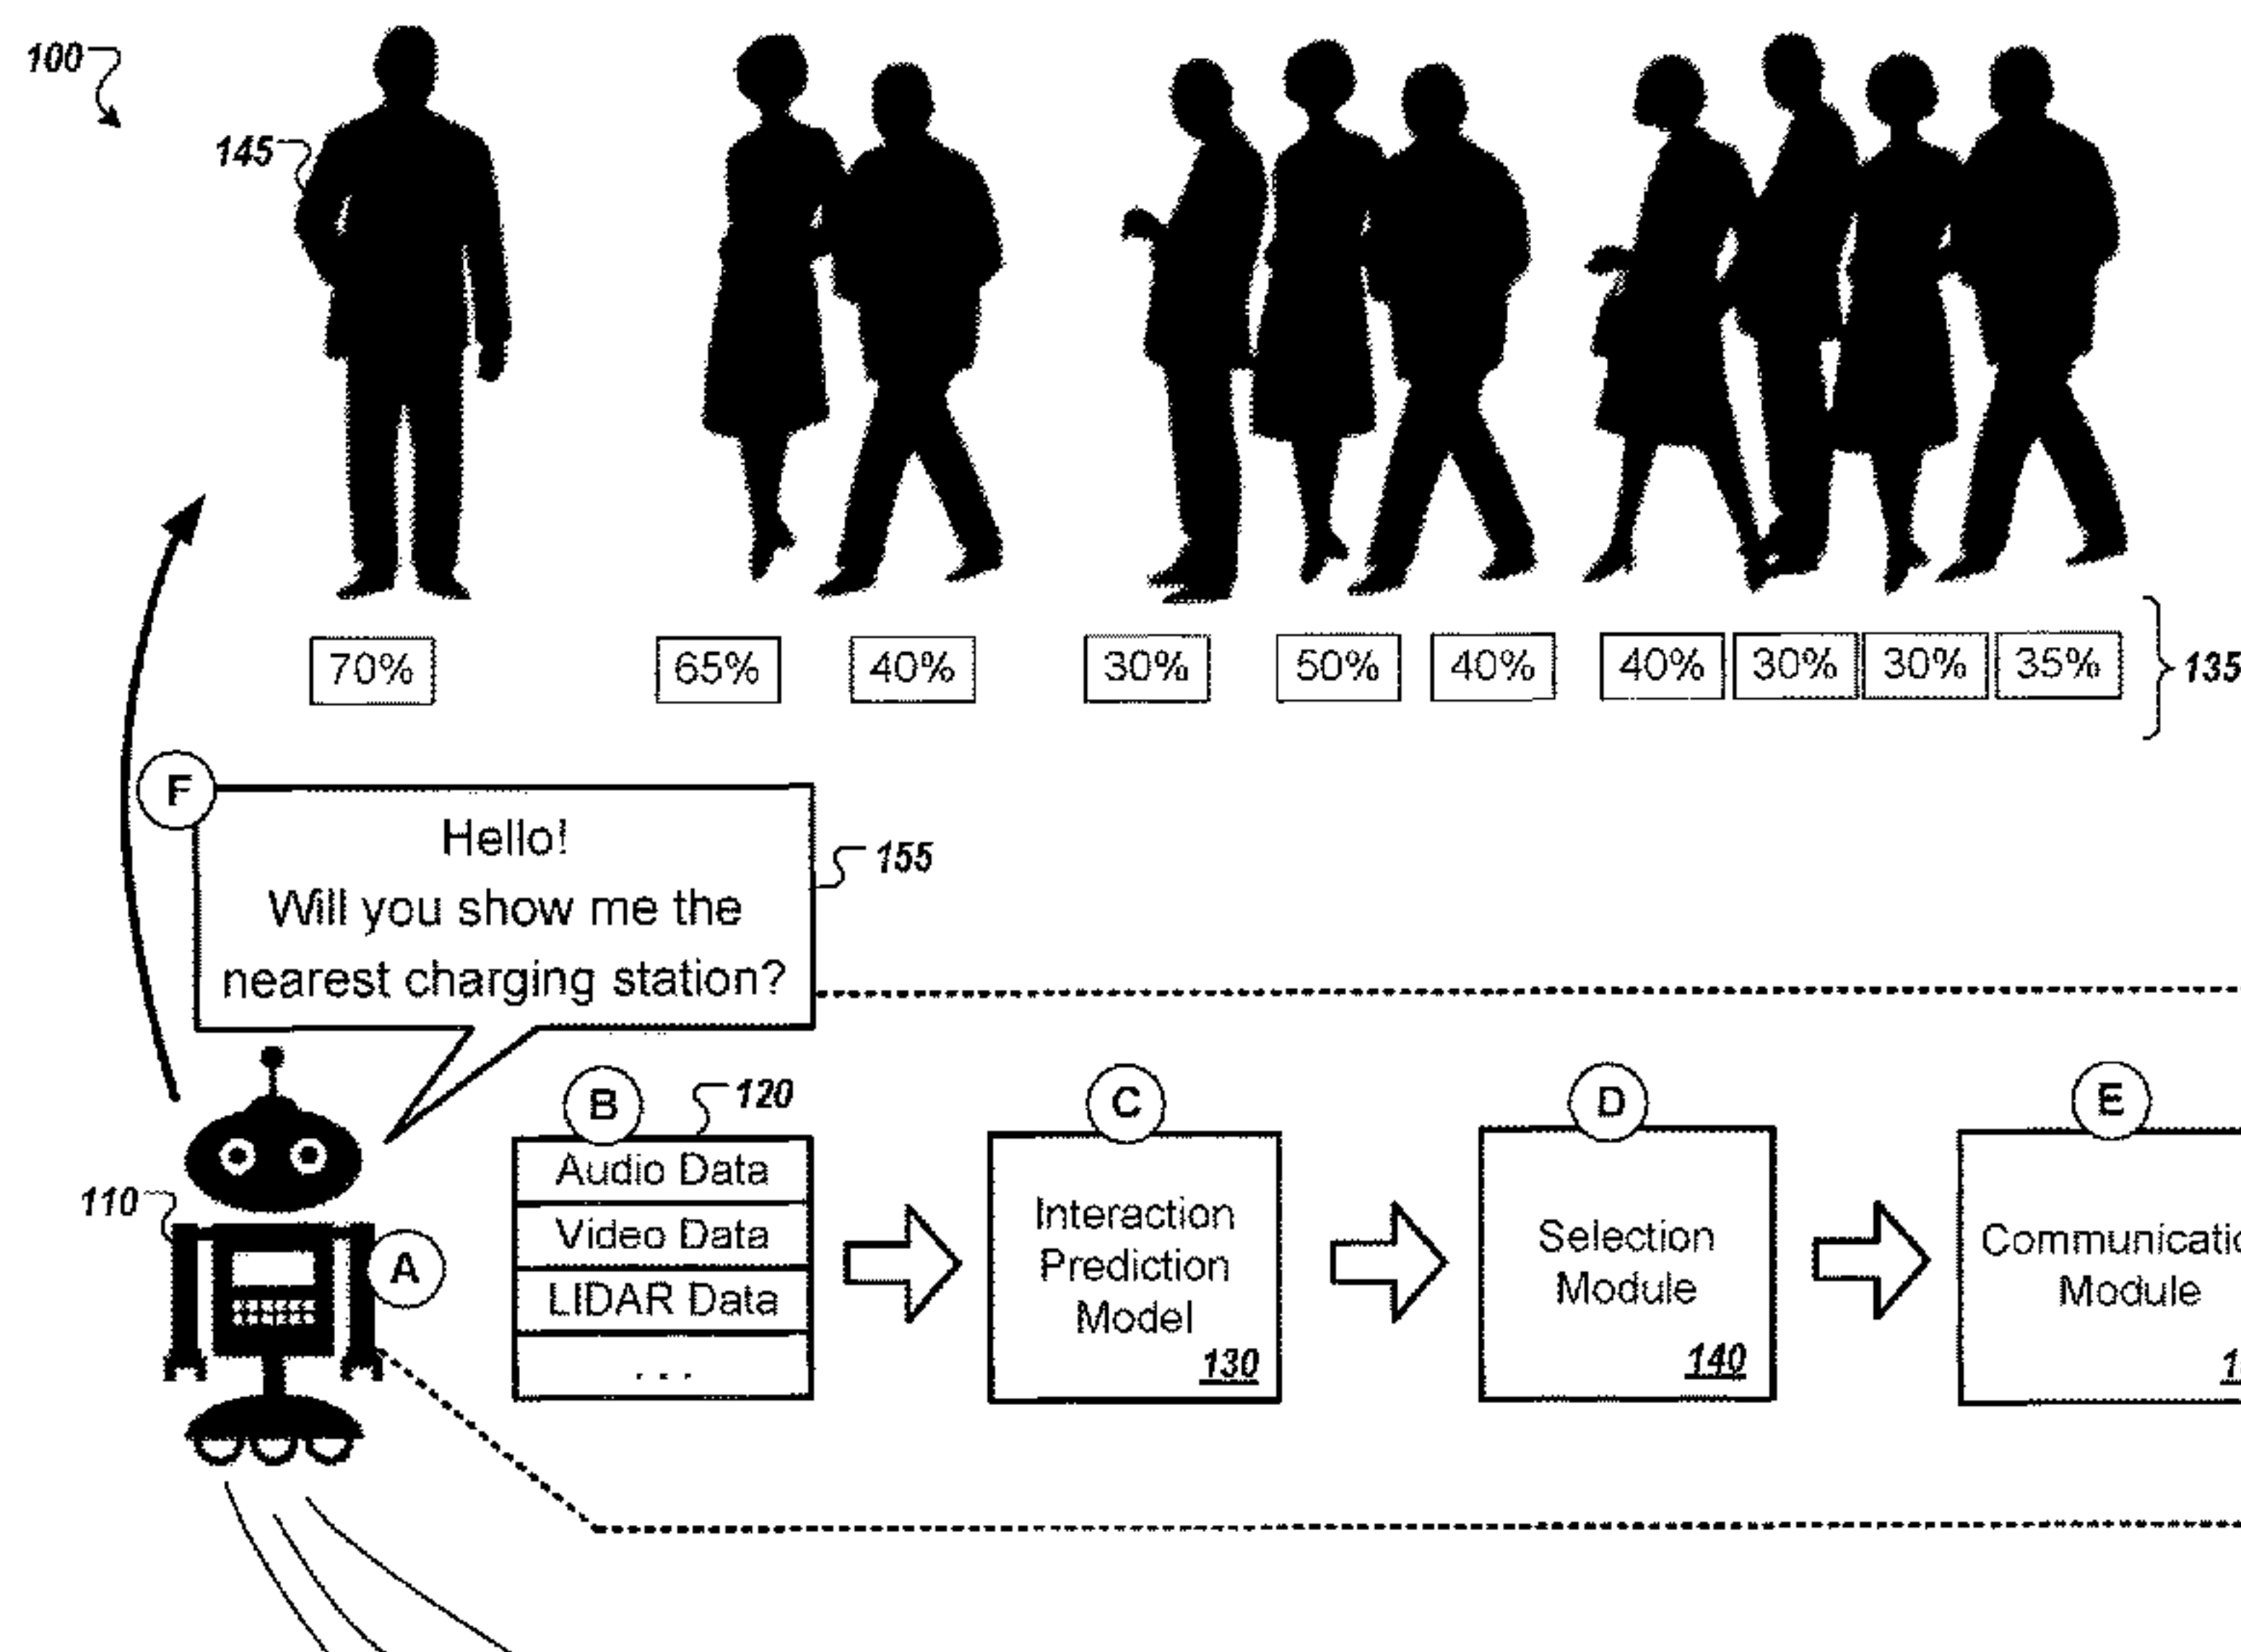 100
145
70% 65% 40% 30% 50% 40% 40% 30% 30% 35% 135
F
Hello!
Will you show me the
nearest charging station?
155
110
A
B
120
Audio Data
Video Data
LIDAR Data
. . .
C
Interaction
Prediction
Model
130
D
Selection
Module
140
E
Communicatio
Module